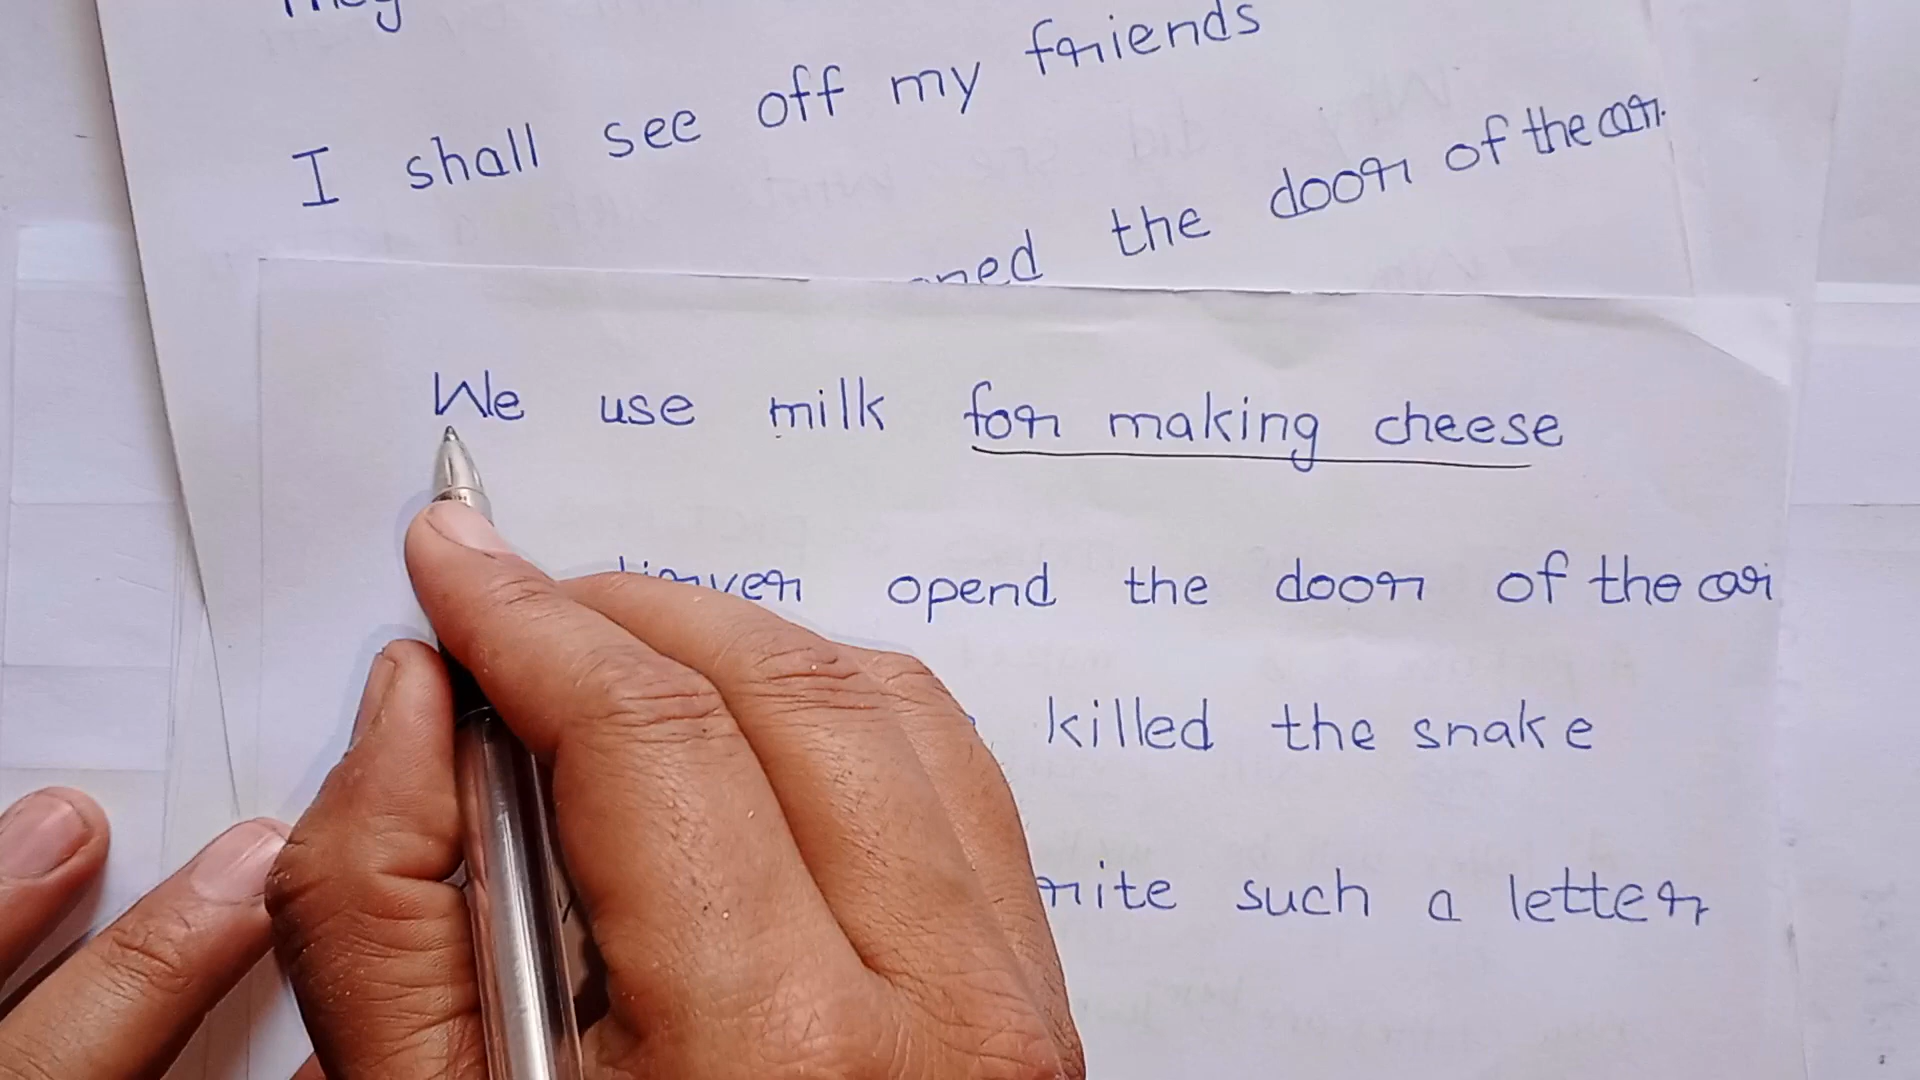 I shall see off my friends
the door of the car.
We use milk for making cheese
opend the door of the car
killed the snake
such a letter